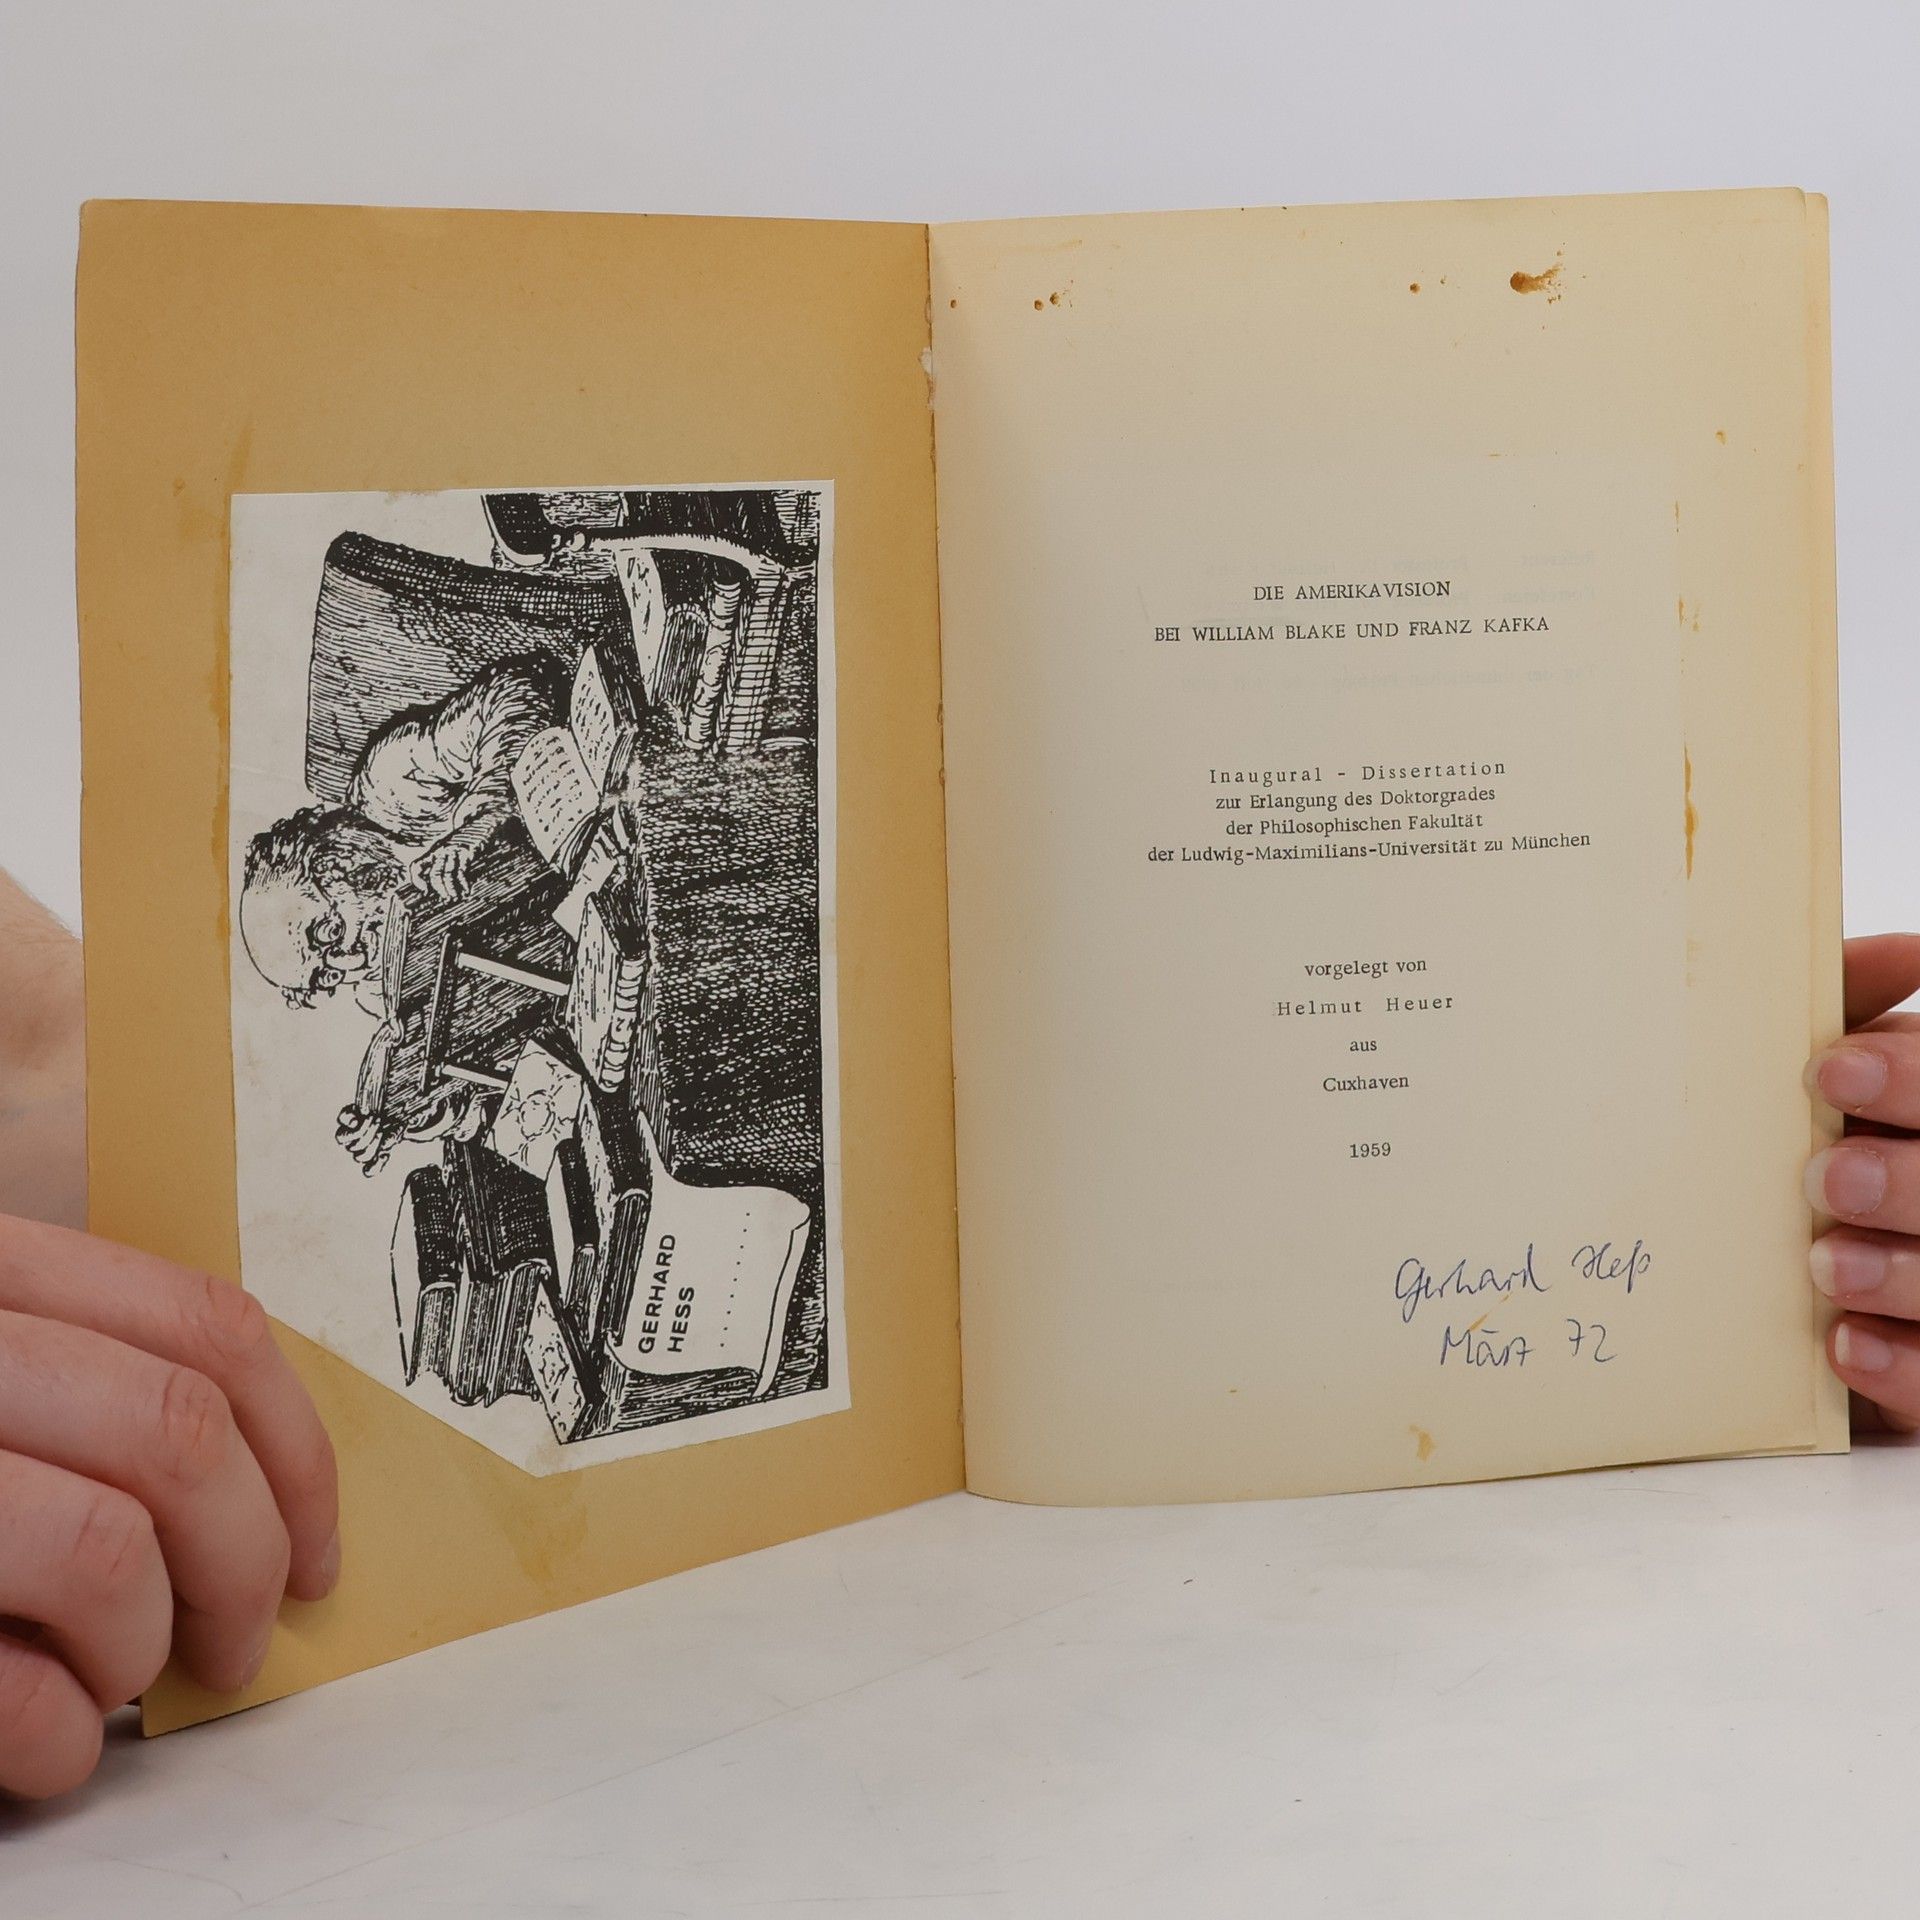 GERHARD
HESS
DIE AMERIKAVISION
BEI WILLIAM BLAKE UND FRANZ KAFKA
Inaugural - Dissertation
zur Erlangung des Doktorgrades
der Philosophischen Fakultät
der Ludwig-Maximilians-Universität zu München
vorgelegt von
Helmut Heuer
aus
Cuxhaven
1959
Gerhard Heß
März 72